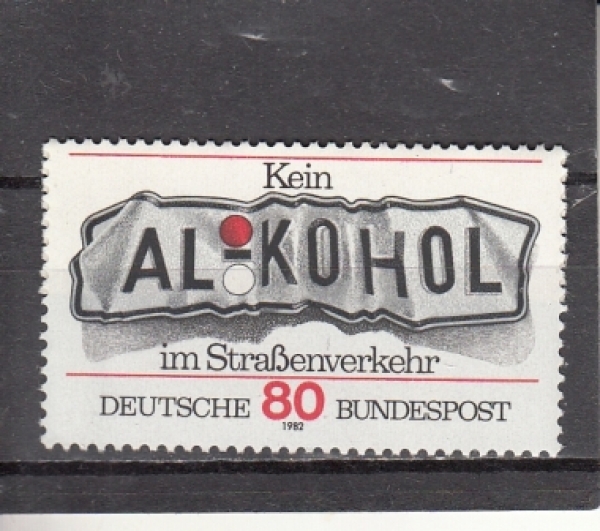 Kein
AL-KOHOL
im Straßenverkehr
DEUTSCHE 80 BUNDESPOST
1982